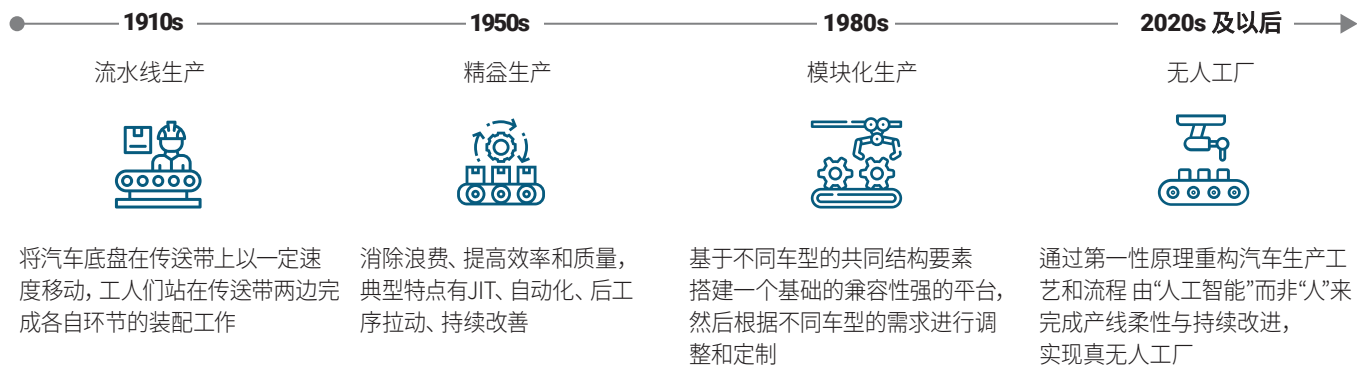 1910s
1950s
1980s
2020s 及以后
流水线生产
精益生产
模块化生产
无人工厂
将汽车底盘在传送带上以一定速
度移动，工人们站在传送带两边完
成各自环节的装配工作
消除浪费、提高效率和质量，
典型特点有JIT、自动化、后工
序拉动、持续改善
基于不同车型的共同结构要素
搭建一个基础的兼容性强的平台，
然后根据不同车型的需求进行调
整和定制
通过第一性原理重构汽车生产工
艺和流程 由“人工智能”而非“人”来
完成产线柔性与持续改进，
实现真无人工厂